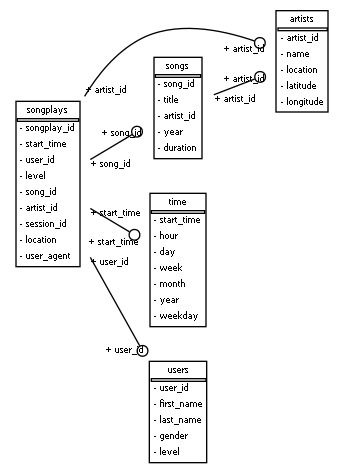 artists
- artist_id
- name
- location
- latitude
- longitude
+ artist_id
songs
- song_id
- title
- artist_id
- year
- duration
+ artist_id
+ artist_id
+ artist_id
songplays
- songplay_id
- start_time
- user_id
- level
- song_id
- artist_id
- session_id
- location
- user_agent
+ song_id
+ song_id
time
- start_time
- hour
- day
- week
- month
- year
- weekday
+ start_time
+ start_time
+ user_id
+ user_id
users
- user_id
- first_name
- last_name
- gender
- level